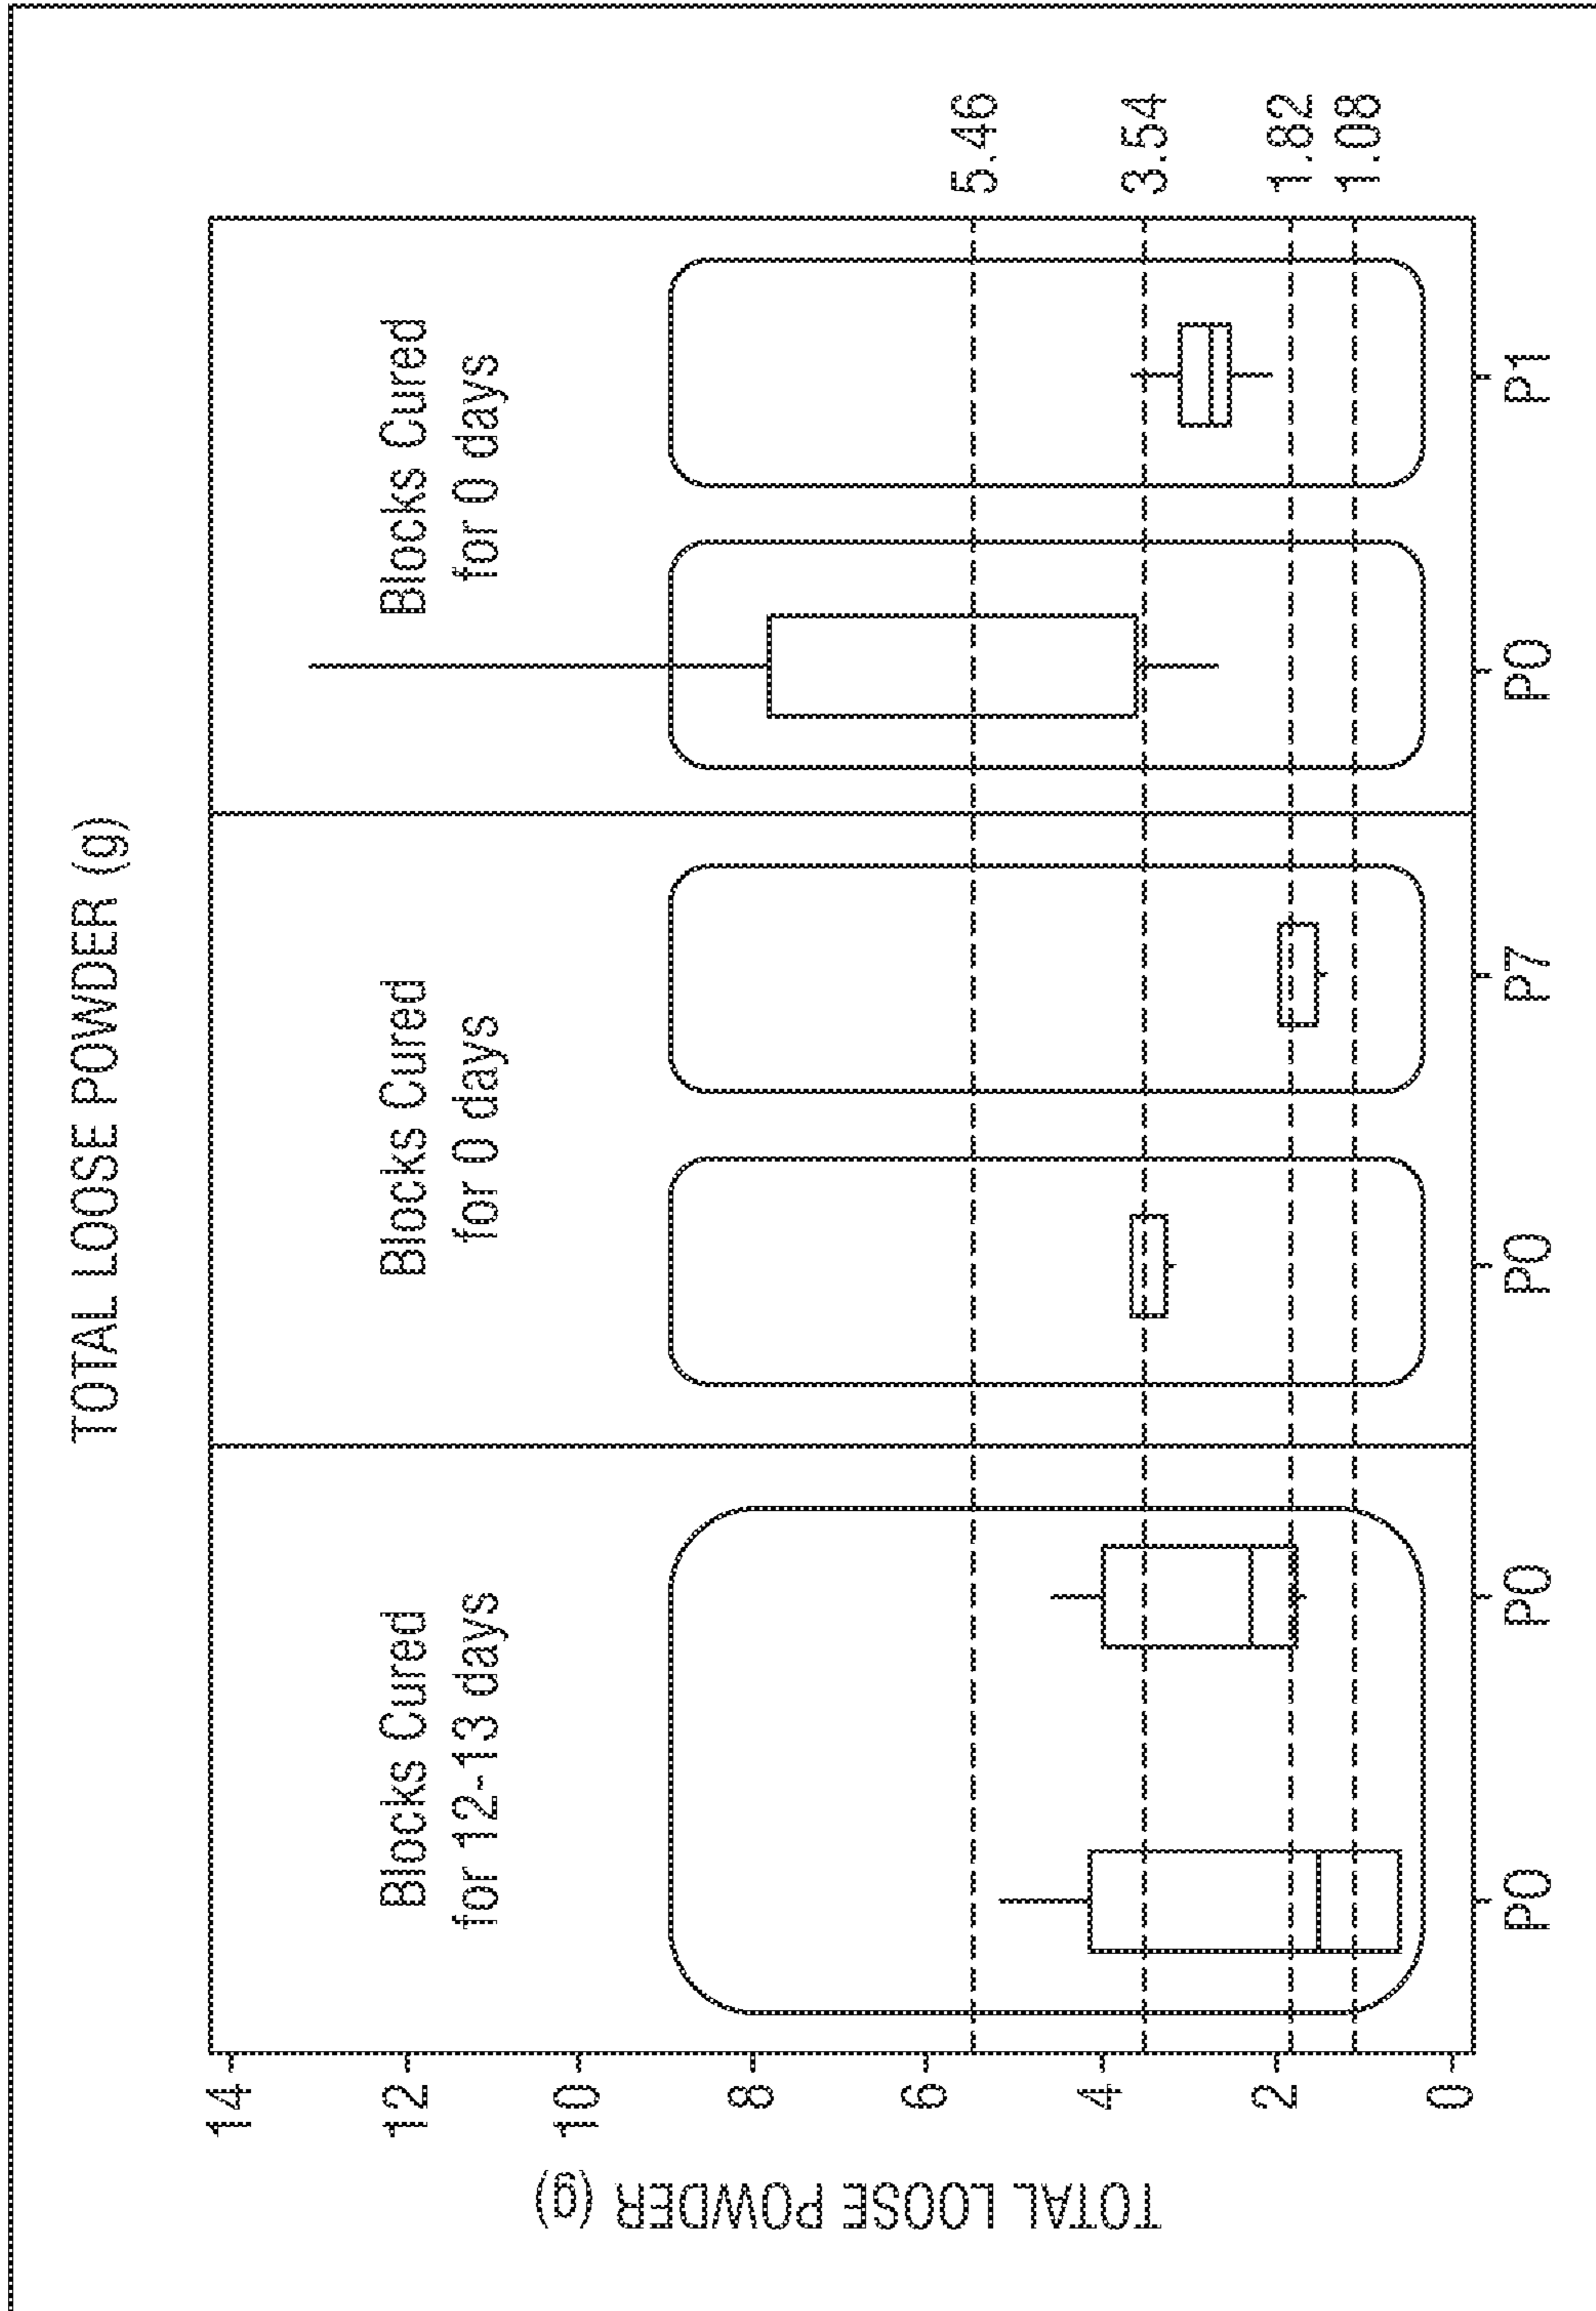 TOTAL LOOSE POWDER (g)
TOTAL LOOSE POWDER (g)
14
12
10
8
6
4
2
0
Blocks Cured
for 12-13 days
Blocks Cured
for 0 days
Blocks Cured
for 0 days
5.46
3.54
1.82
1.08
P0
P0
P0
P7
P0
P1